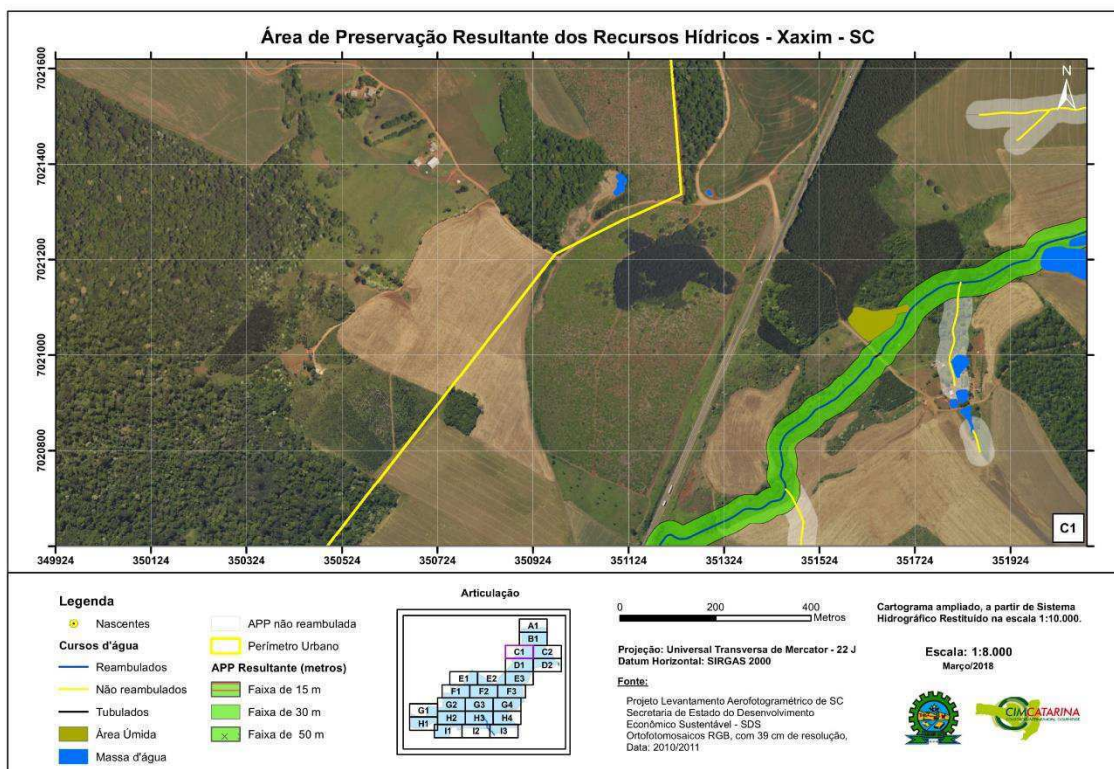 Área de Preservação Resultante dos Recursos Hídricos - Xaxim - SC
N
7021600
7021400
7021200
7021000
7020800
C1
349924 350124 350324 350524 350724 350924 351124 351324 351524 351724 351924
Legenda
Nascentes
Cursos d'água
Reambulados
Não reambulados
Tubulados
Área Úmida
Massa d'água
APP não reambulada
Perímetro Urbano
APP Resultante (metros)
Faixa de 15 m
Faixa de 30 m
Faixa de 50 m
Articulação
A1
B1
C1 C2
D1 D2
E1 E2 E3
F1 F2 F3
G1 G2 G3 G4
H1 H2 H3 H4
I1 I2 I3
0 200 400
Metros
Projeção: Universal Transversa de Mercator - 22 J
Datum Horizontal: SIRGAS 2000
Fonte:
Projeto Levantamento Aerofotogramétrico de SC
Secretaria de Estado do Desenvolvimento
Econômico Sustentável - SDS
Ortofotomosaicos RGB, com 39 cm de resolução,
Data: 2010/2011
Cartograma ampliado, a partir de Sistema
Hidrográfico Restituído na escala 1:10.000.
Escala: 1:8.000
Março/2018
CIMCATARINA